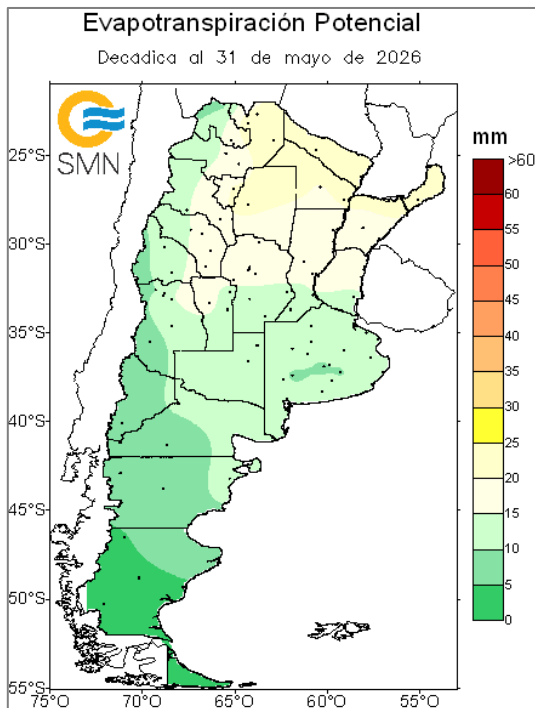 Evapotranspiración Potencial
Decadica al 31 de mayo de 2026
SMN
mm
>60
60
55
50
45
40
35
30
25
20
15
10
5
0
25°S
30°S
35°S
40°S
45°S
50°S
55°S
75°O
70°O
65°O
60°O
55°O